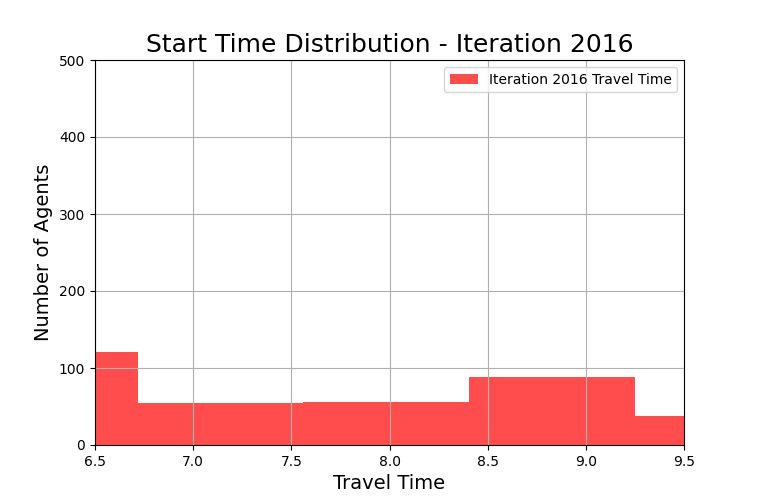 Start Time Distribution - Iteration 2016
Iteration 2016 Travel Time
Number of Agents
500
400
300
200
100
0
6.5 7.0 7.5 8.0 8.5 9.0 9.5
Travel Time